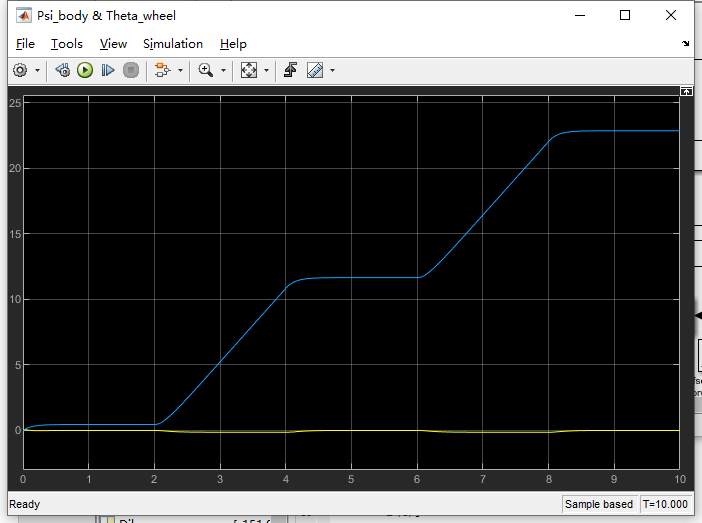 Psi_body & Theta_wheel
File Tools View Simulation Help
25
20
15
10
5
0
0 1 2 3 4 5 6 7 8 9 10
Ready Sample based T=10.000